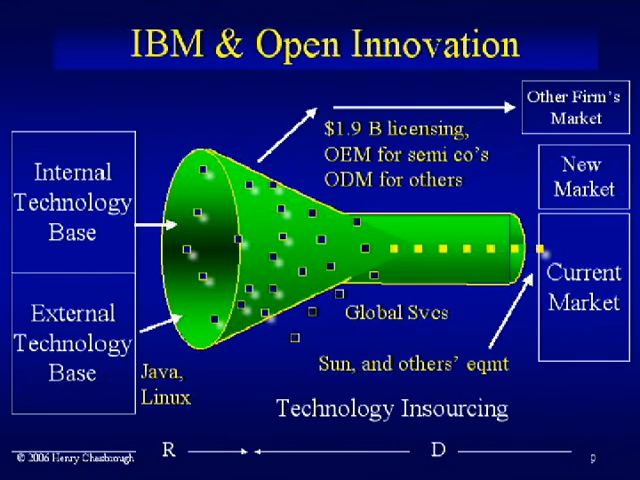 IBM & Open Innovation
Other Firm's
Market
$1.9 B licensing,
OEM for semi co's
ODM for others
New
Market
Internal
Technology
Base
Current
Market
External
Technology
Base
Global Svcs
Java,
Linux
Sun, and others' eqmt
Technology Insourcing
R
D
© 2006 Henry Chesbrough
9